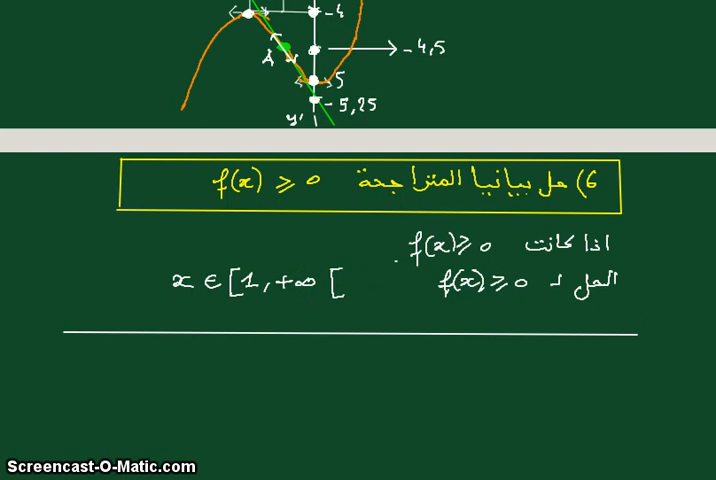 -4
-4,5
A
5
-5,25
y'
6) حل بيانيا المتراجحة f(x) ⩾ 0
اذا كانت f(x) ⩾ 0
الحل لـ f(x) ⩾ 0 x ∈ [1, +∞ [
Screencast-O-Matic.com